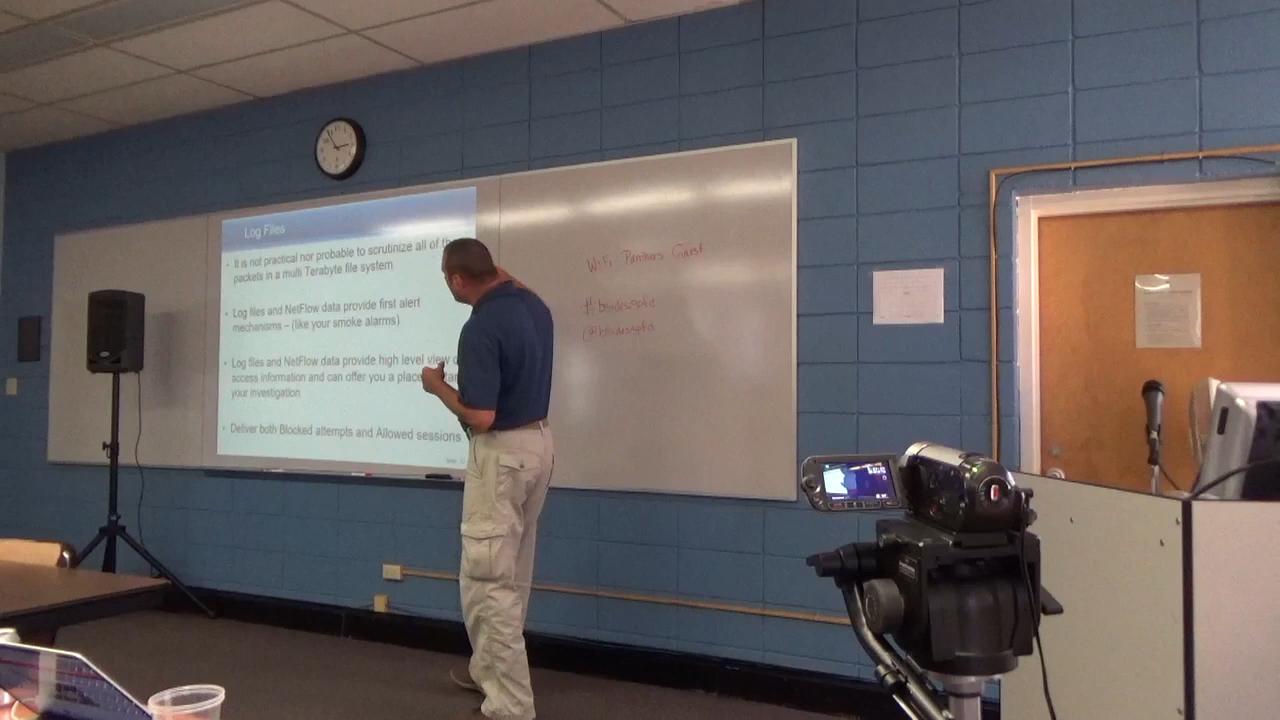 Log Files
• It is not practical nor probable to scrutinize all of the
packets in a multi Terabyte file system
• Log files and NetFlow data provide first alert
mechanisms – (like your smoke alarms)
• Log files and NetFlow data provide high level view
access information and can offer you a place
your investigation
• Deliver both Blocked attempts and Allowed sessions
WiFi Panthers Guest
#bsidesspfd
@bsidesspfd